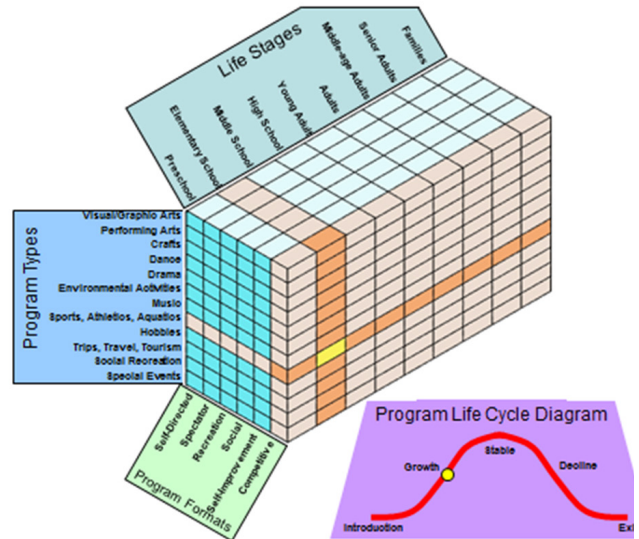 Life Stages
Preschool
Elementary School
Middle School
High School
Young Adult
Adults
Middle-age Adults
Senior Adults
Families
Program Types
Visual/Graphic Arts
Performing Arts
Crafts
Dance
Drama
Environmental Activities
Music
Sports, Athletics, Aquatics
Hobbies
Trips, Travel, Tourism
Social Recreation
Special Events
Self-Directed
Spectator
Recreation
Social
Self-Improvement
Competitive
Program Formats
Program Life Cycle Diagram
Stable
Growth
Decline
Introduction
Exi